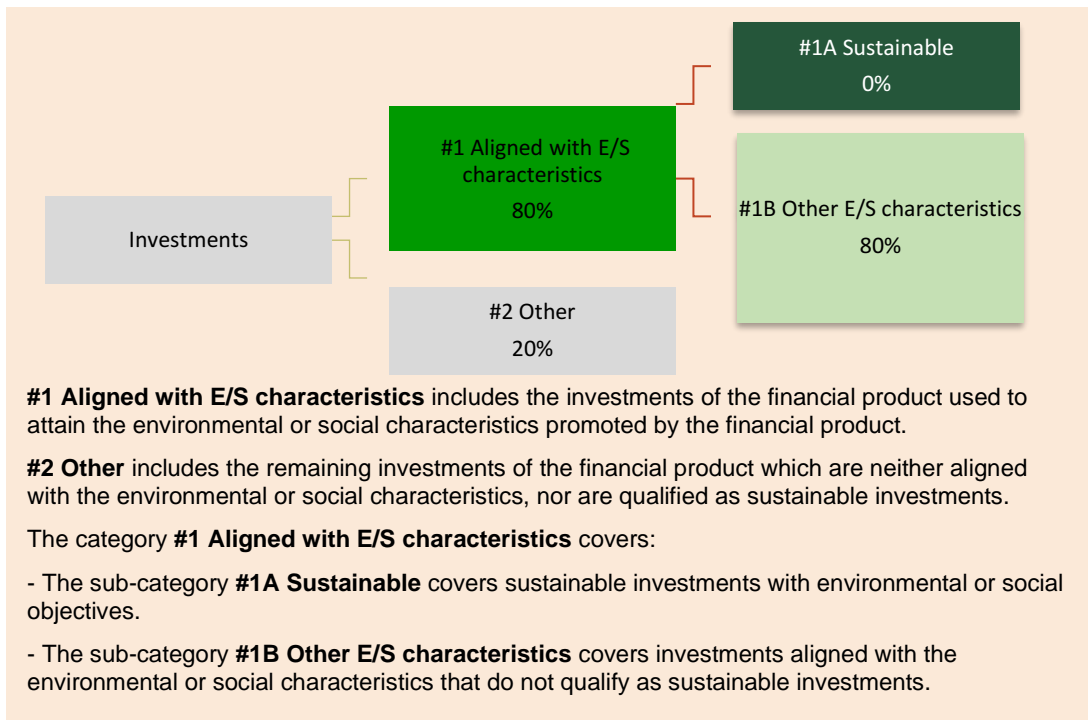 #1A Sustainable
0%
#1 Aligned with E/S
characteristics
80%
#1B Other E/S characteristics
80%
Investments
#2 Other
20%
#1 Aligned with E/S characteristics includes the investments of the financial product used to
attain the environmental or social characteristics promoted by the financial product.
#2 Other includes the remaining investments of the financial product which are neither aligned
with the environmental or social characteristics, nor are qualified as sustainable investments.
The category #1 Aligned with E/S characteristics covers:
- The sub-category #1A Sustainable covers sustainable investments with environmental or social
objectives.
- The sub-category #1B Other E/S characteristics covers investments aligned with the
environmental or social characteristics that do not qualify as sustainable investments.